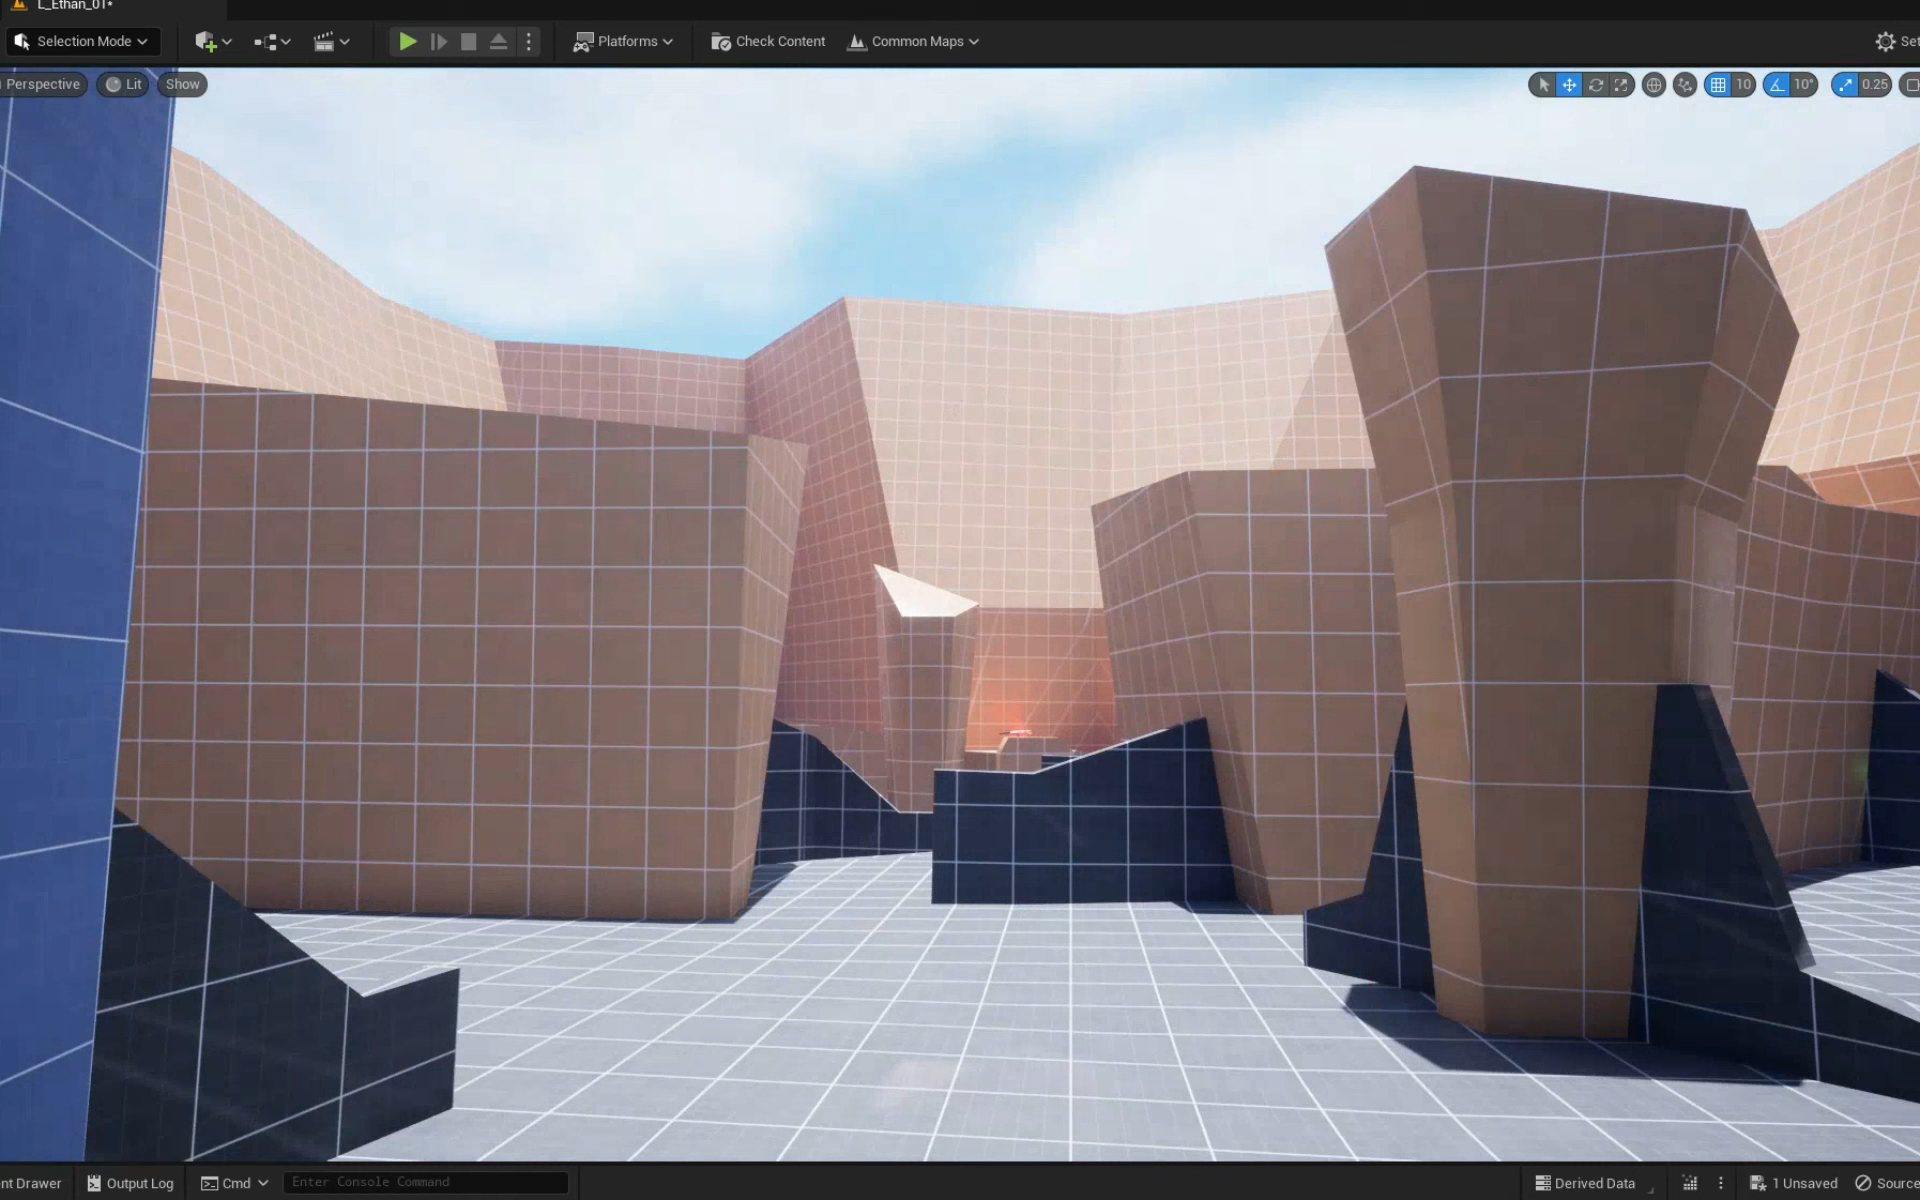 L_Ethan_01*
Selection Mode
Platforms
Check Content
Common Maps
Set
Perspective
Lit
Show
10
10°
0.25
nt Drawer
Output Log
Cmd
Enter Console Command
Derived Data
1 Unsaved
Source